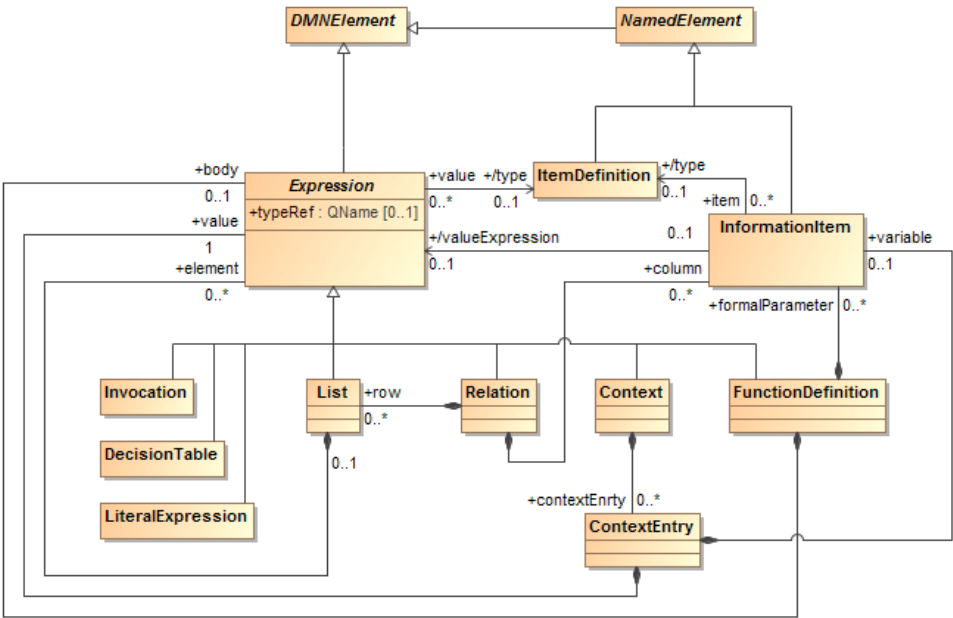 DMNElement
NamedElement
+body
0..1
Expression
+typeRef : QName [0..1]
+value
0..*
+/type
0..1
ItemDefinition
+/type
0..1
+item
0..*
+value
1
+/valueExpression
0..1
0..1
InformationItem
+variable
0..1
+element
0..*
+column
0..*
+formalParameter
0..*
Invocation
List
+row
0..*
Relation
Context
FunctionDefinition
DecisionTable
0..1
LiteralExpression
+contextEnrty
0..*
ContextEntry